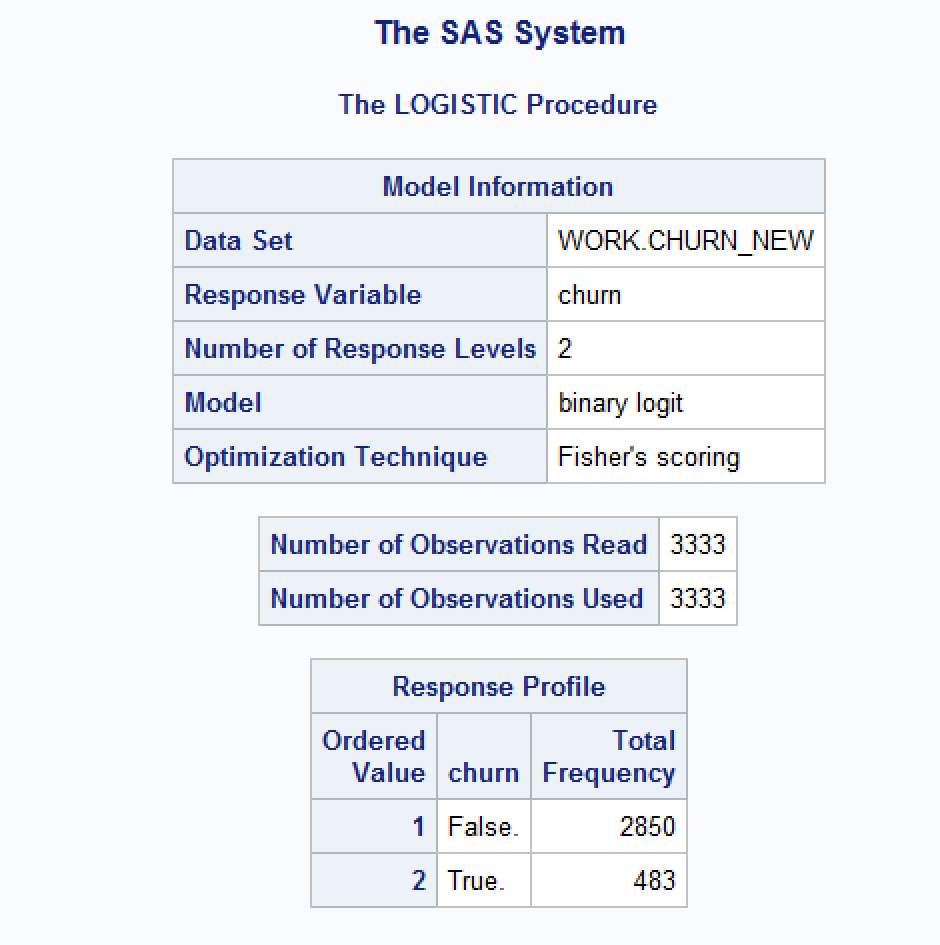 The SAS System
The LOGISTIC Procedure
Model Information
Data Set WORK.CHURN_NEW
Response Variable churn
Number of Response Levels 2
Model binary logit
Optimization Technique Fisher's scoring
Number of Observations Read 3333
Number of Observations Used 3333
Response Profile
Ordered Total
Value churn Frequency
1 False. 2850
2 True. 483